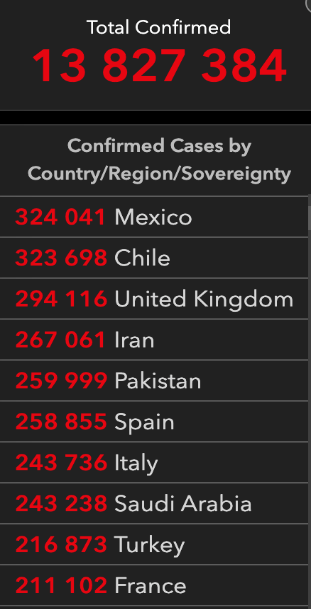 Total Confirmed
13 827 384
Confirmed Cases by
Country/Region/Sovereignty
324 041 Mexico
323 698 Chile
294 116 United Kingdom
267 061 Iran
259 999 Pakistan
258 855 Spain
243 736 Italy
243 238 Saudi Arabia
216 873 Turkey
211 102 France